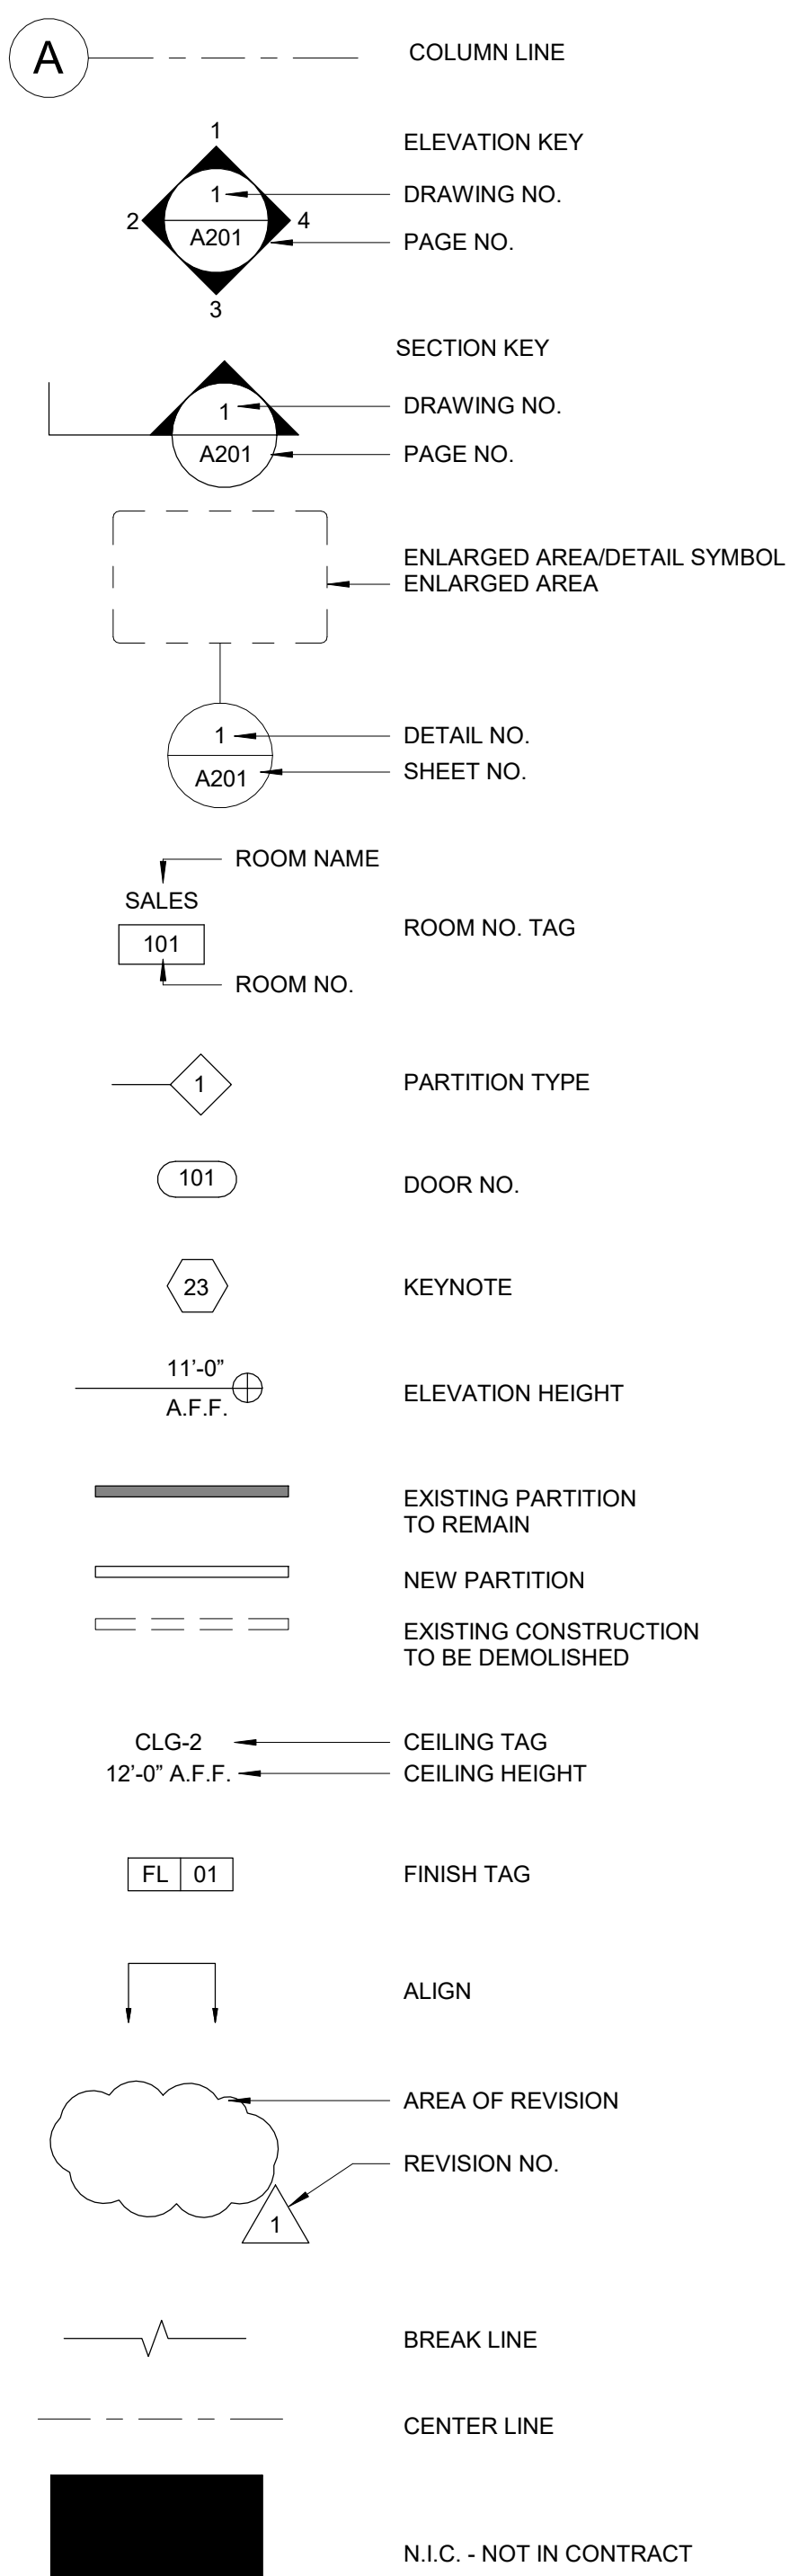 A
COLUMN LINE
1
ELEVATION KEY
1
DRAWING NO.
2
4
A201
PAGE NO.
3
SECTION KEY
1
DRAWING NO.
A201
PAGE NO.
ENLARGED AREA/DETAIL SYMBOL
ENLARGED AREA
1
DETAIL NO.
A201
SHEET NO.
ROOM NAME
SALES
101
ROOM NO. TAG
ROOM NO.
1
PARTITION TYPE
101
DOOR NO.
23
KEYNOTE
11'-0”
A.F.F.
ELEVATION HEIGHT
EXISTING PARTITION
TO REMAIN
NEW PARTITION
EXISTING CONSTRUCTION
TO BE DEMOLISHED
CLG-2
CEILING TAG
12’-0” A.F.F.
CEILING HEIGHT
FL 01
FINISH TAG
ALIGN
AREA OF REVISION
REVISION NO.
1
BREAK LINE
CENTER LINE
N.I.C. - NOT IN CONTRACT